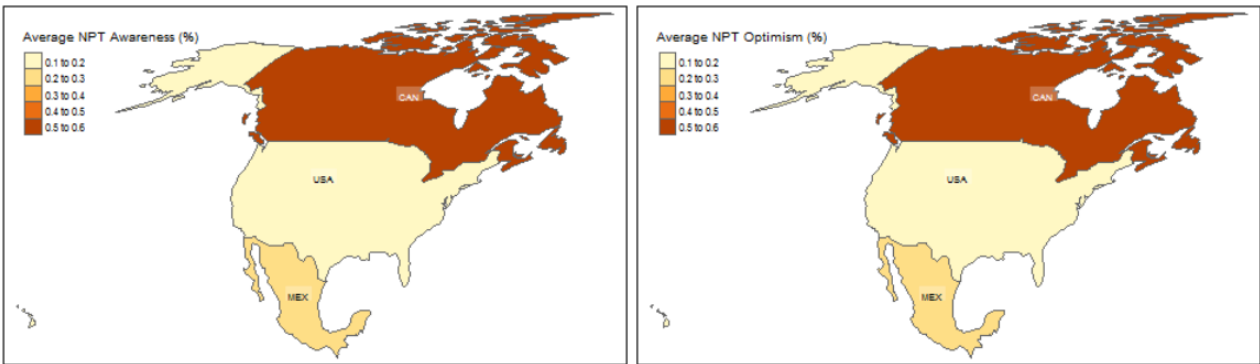 Average NPT Awareness (%)
0.1 to 0.2
0.2 to 0.3
0.3 to 0.4
0.4 to 0.5
0.5 to 0.6
CAN
USA
MEX
Average NPT Optimism (%)
0.1 to 0.2
0.2 to 0.3
0.3 to 0.4
0.4 to 0.5
0.5 to 0.6
CAN
USA
MEX